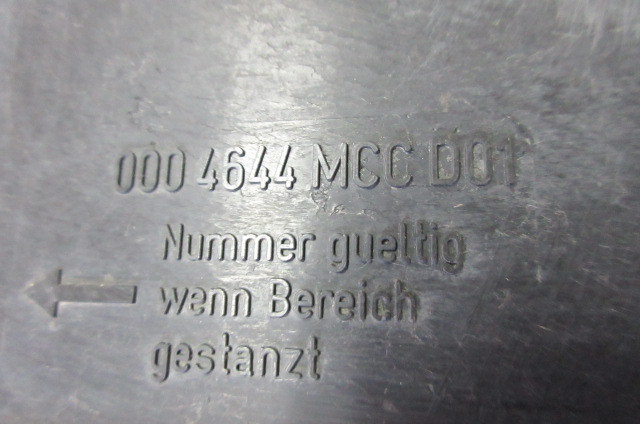 000 4644 MCC D01
Nummer gueltig
wenn Bereich
gestanzt